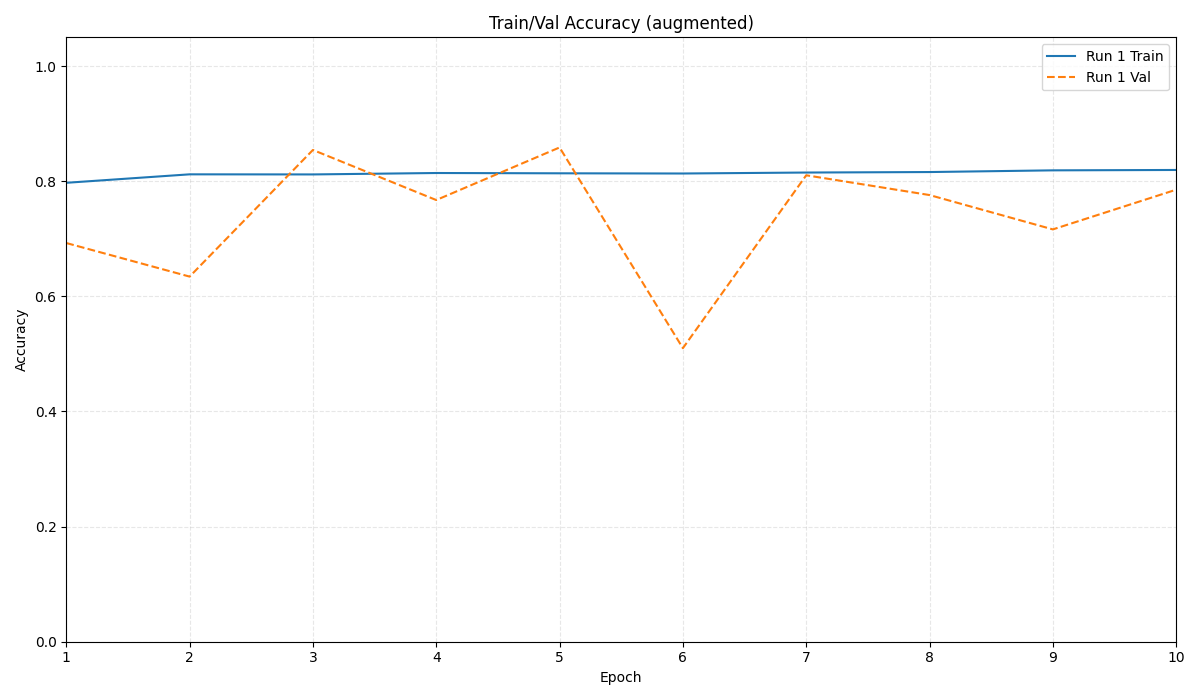 Train/Val Accuracy (augmented)
Run 1 Train
Run 1 Val
1.0
0.8
0.6
0.4
0.2
0.0
Accuracy
1 2 3 4 5 6 7 8 9 10
Epoch